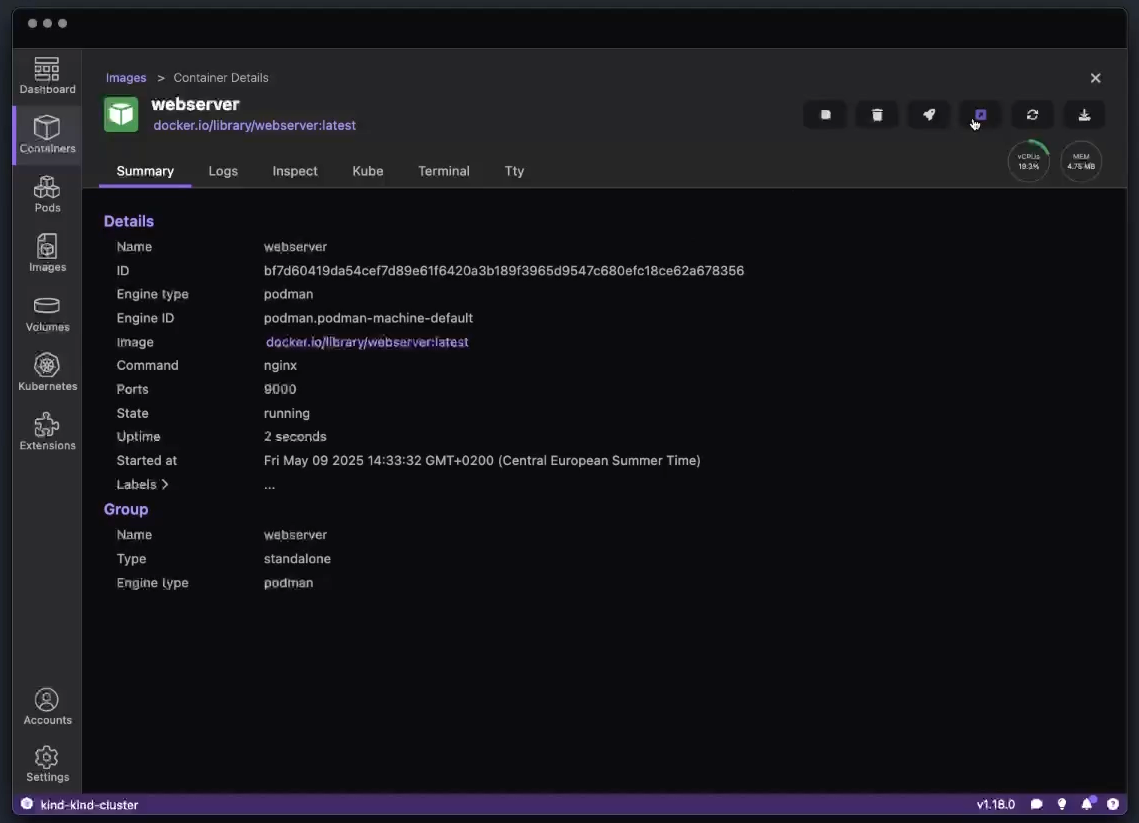 Dashboard
Containers
Pods
Images
Volumes
Kubernetes
Extensions
Accounts
Settings
Images > Container Details
webserver
docker.io/library/webserver:latest
Summary Logs Inspect Kube Terminal Tty
vCPUs
19.3%
MEM
4.75 MB
Details
Name webserver
ID bf7d60419da54cef7d89e61f6420a3b189f3965d9547c680efc18ce62a678356
Engine type podman
Engine ID podman.podman-machine-default
Image docker.io/library/webserver:latest
Command nginx
Ports 9000
State running
Uptime 2 seconds
Started at Fri May 09 2025 14:33:32 GMT+0200 (Central European Summer Time)
Labels > ...
Group
Name webserver
Type standalone
Engine type podman
kind-kind-cluster v1.18.0